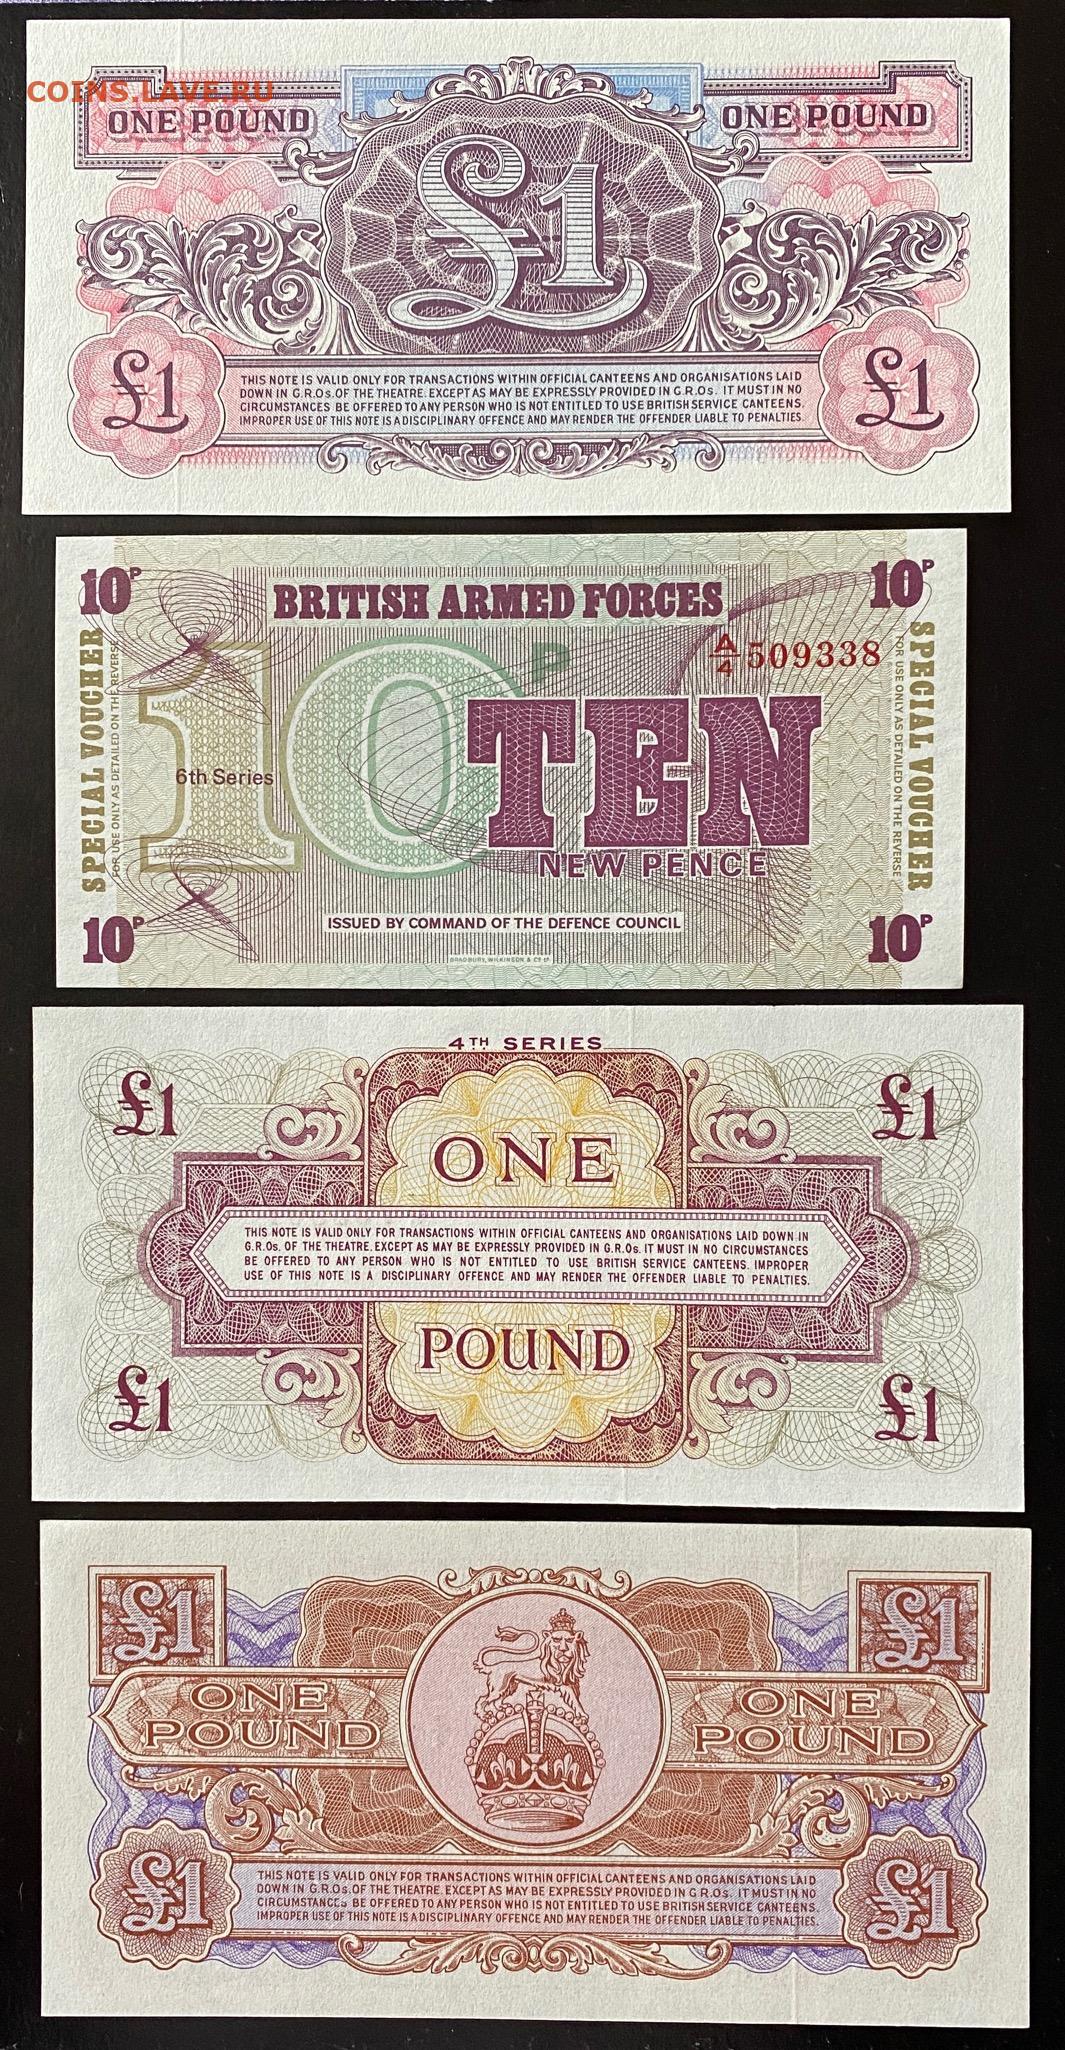 COINS.LAVE.RU
ONE POUND ONE POUND
£1
£1 £1
THIS NOTE IS VALID ONLY FOR TRANSACTIONS WITHIN OFFICIAL CANTEENS AND ORGANISATIONS LAID
DOWN IN G.R.Os. OF THE THEATRE. EXCEPT AS MAY BE EXPRESSLY PROVIDED IN G.R.Os. IT MUST IN NO
CIRCUMSTANCES BE OFFERED TO ANY PERSON WHO IS NOT ENTITLED TO USE BRITISH SERVICE CANTEENS.
IMPROPER USE OF THIS NOTE IS A DISCIPLINARY OFFENCE AND MAY RENDER THE OFFENDER LIABLE TO PENALTIES.
10P 10P
BRITISH ARMED FORCES
A/4 509338
SPECIAL VOUCHER
FOR USE ONLY AS DETAILED ON THE REVERSE
SPECIAL VOUCHER
FOR USE ONLY AS DETAILED ON THE REVERSE
10P
TEN
6th Series
NEW PENCE
ISSUED BY COMMAND OF THE DEFENCE COUNCIL
10P 10P
BRADBURY, WILKINSON & Co Ld
4TH SERIES
£1 £1
ONE
THIS NOTE IS VALID ONLY FOR TRANSACTIONS WITHIN OFFICIAL CANTEENS AND ORGANISATIONS LAID DOWN IN
G.R.Os. OF THE THEATRE. EXCEPT AS MAY BE EXPRESSLY PROVIDED IN G.R.Os. IT MUST IN NO CIRCUMSTANCES
BE OFFERED TO ANY PERSON WHO IS NOT ENTITLED TO USE BRITISH SERVICE CANTEENS. IMPROPER
USE OF THIS NOTE IS A DISCIPLINARY OFFENCE AND MAY RENDER THE OFFENDER LIABLE TO PENALTIES.
POUND
£1 £1
£1 £1
ONE ONE
POUND POUND
£1 £1
THIS NOTE IS VALID ONLY FOR TRANSACTIONS WITHIN OFFICIAL CANTEENS AND ORGANISATIONS LAID
DOWN IN G.R.Os. OF THE THEATRE. EXCEPT AS MAY BE EXPRESSLY PROVIDED IN G.R.Os. IT MUST IN NO
CIRCUMSTANCES BE OFFERED TO ANY PERSON WHO IS NOT ENTITLED TO USE BRITISH SERVICE CANTEENS.
IMPROPER USE OF THIS NOTE IS A DISCIPLINARY OFFENCE AND MAY RENDER THE OFFENDER LIABLE TO PENALTIES.